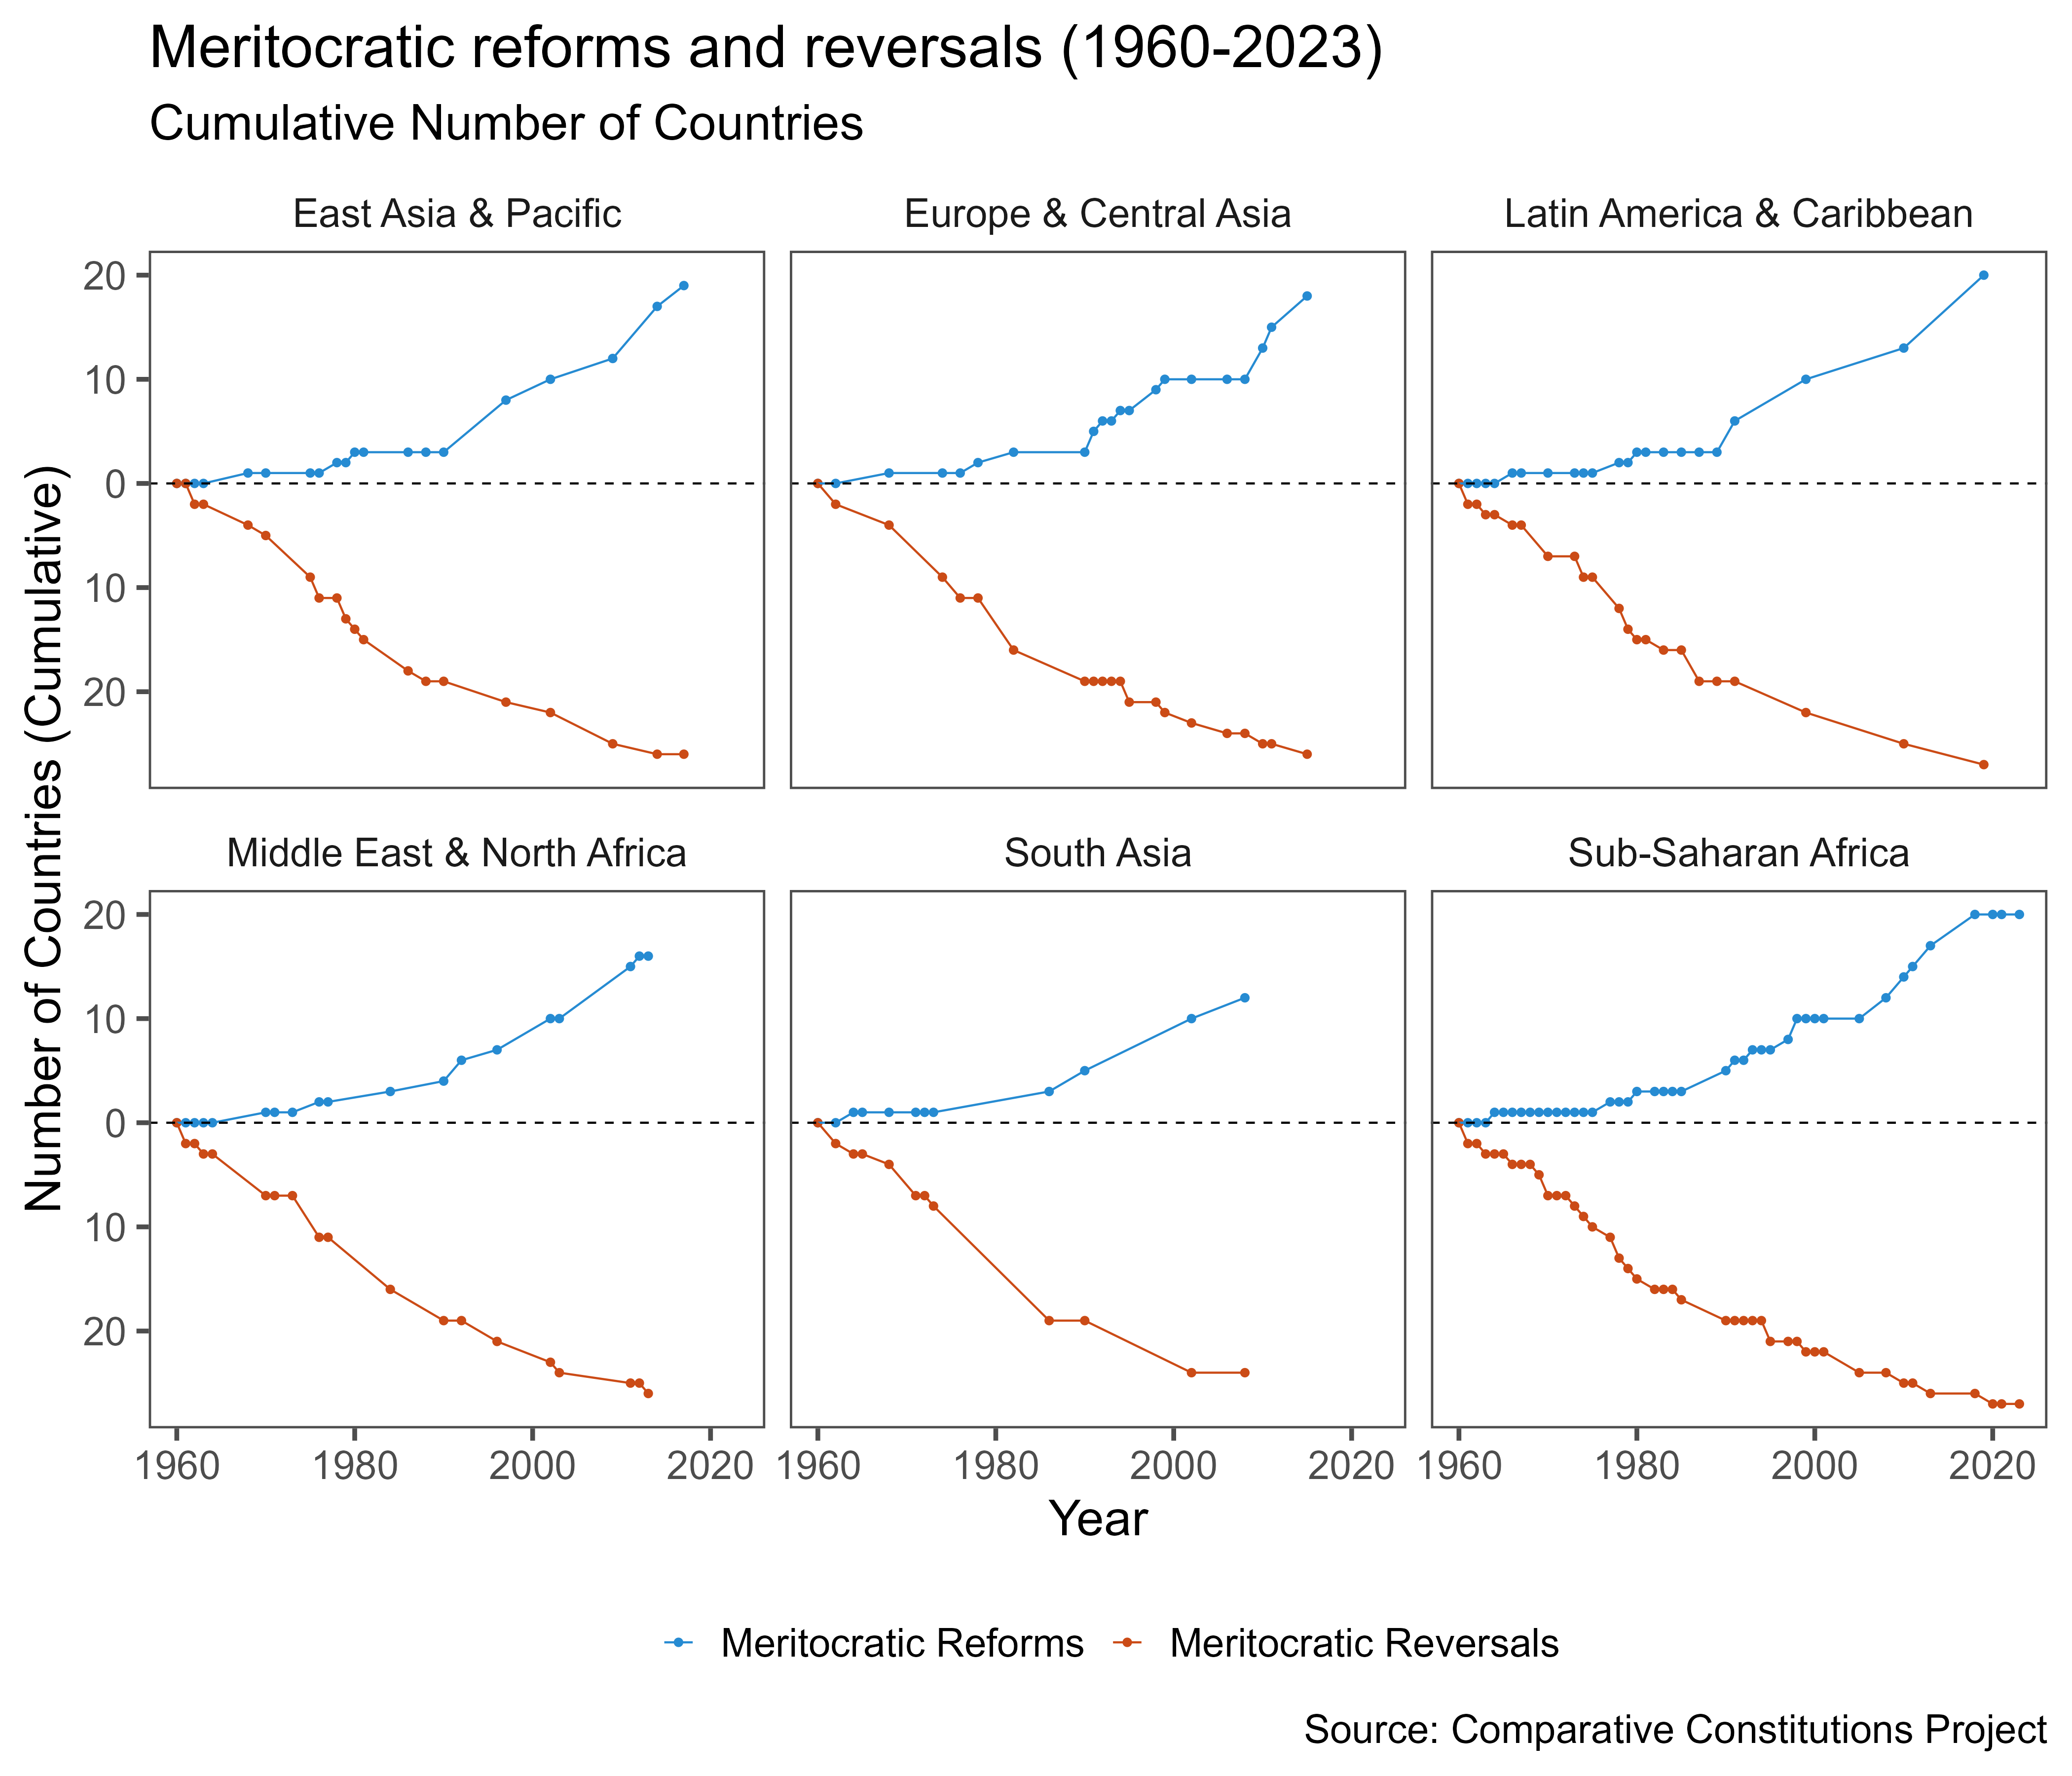 Meritocratic reforms and reversals (1960-2023)
Cumulative Number of Countries
East Asia & Pacific
Europe & Central Asia
Latin America & Caribbean
20
10
0
10
20
Number of Countries (Cumulative)
Middle East & North Africa
South Asia
Sub-Saharan Africa
20
10
0
10
20
1960 1980 2000 2020 1960 1980 2000 2020 1960 1980 2000 2020
Year
Meritocratic Reforms Meritocratic Reversals
Source: Comparative Constitutions Project